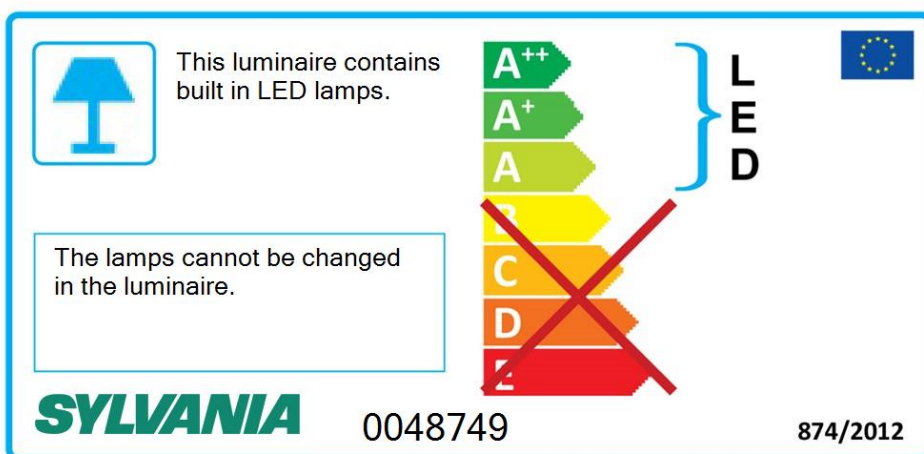 This luminaire contains
built in LED lamps.
A++
A+
A
B
C
D
E
L
E
D
The lamps cannot be changed
in the luminaire.
SYLVANIA
0048749
874/2012